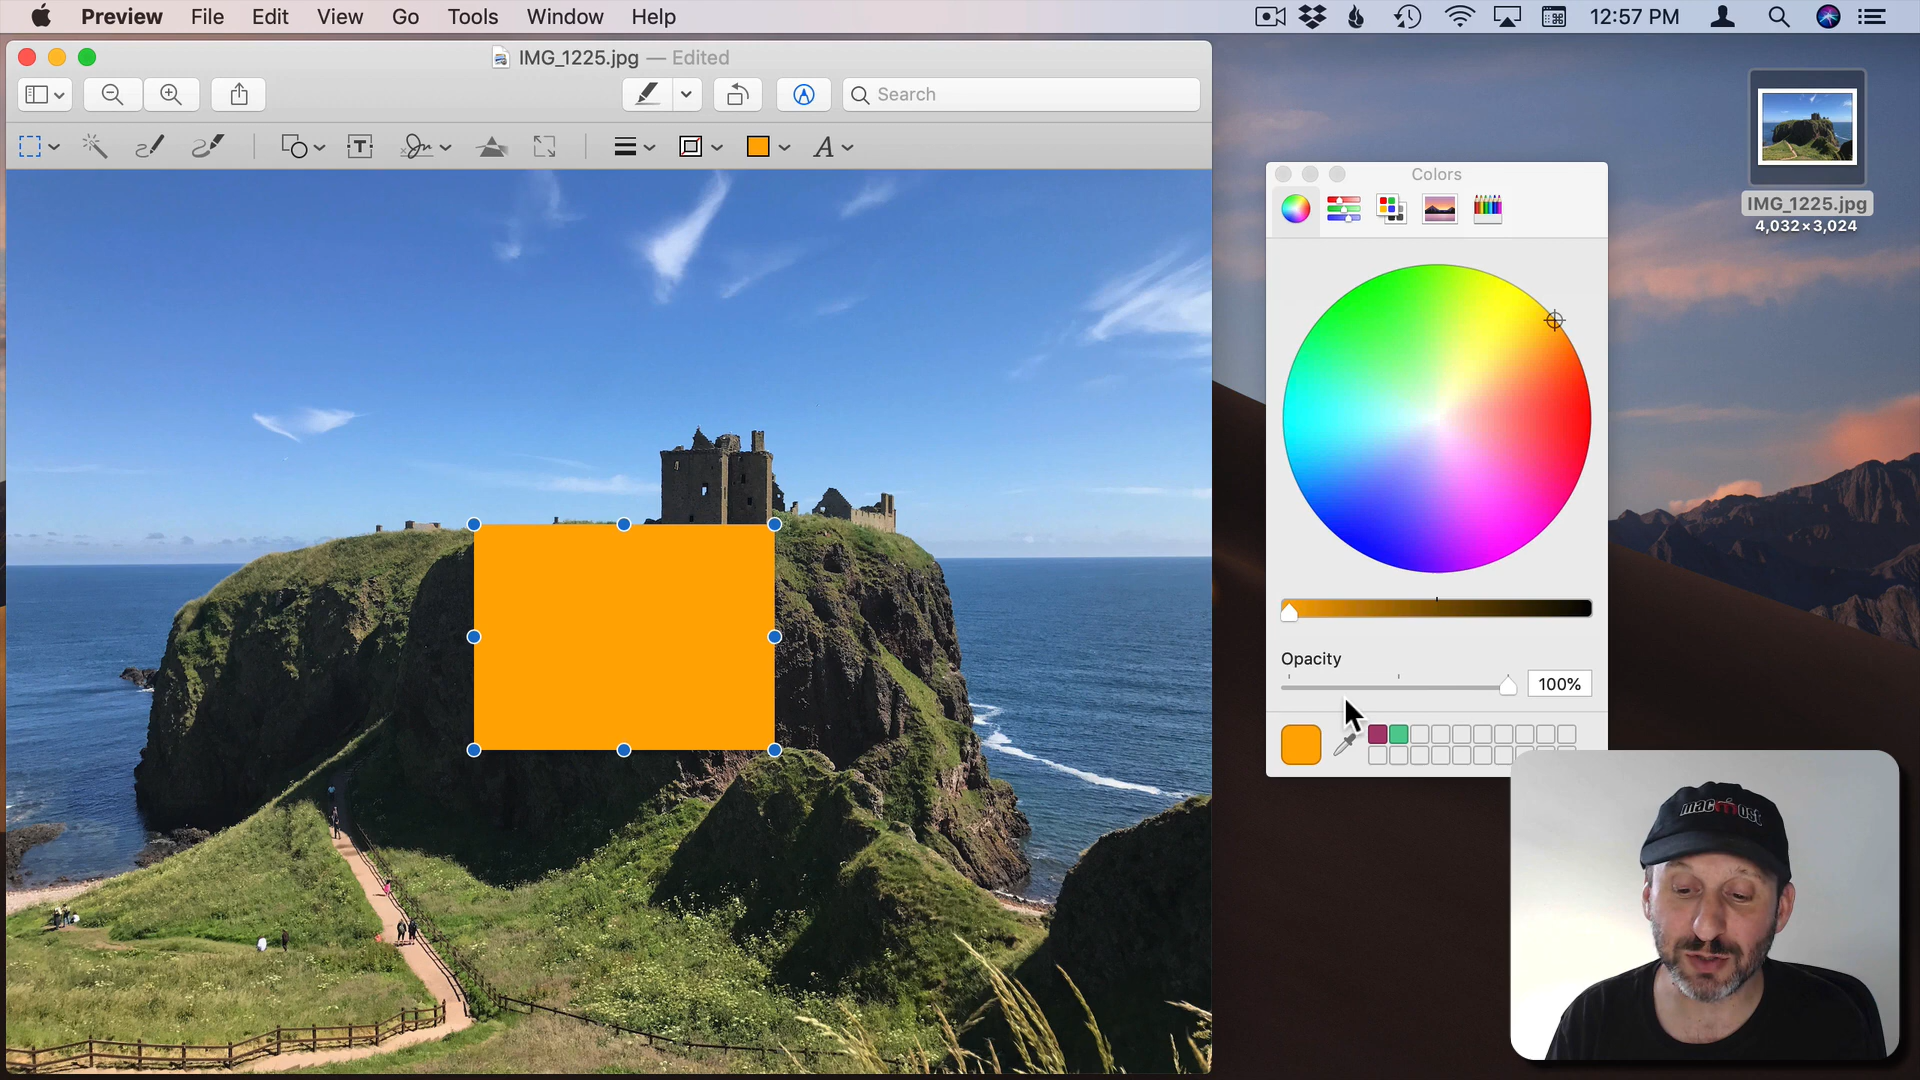 Preview File Edit View Go Tools Window Help 12:57 PM
IMG_1225.jpg — Edited
Search
T
A
Colors
Opacity
100%
IMG_1225.jpg
4,032×3,024
macmost